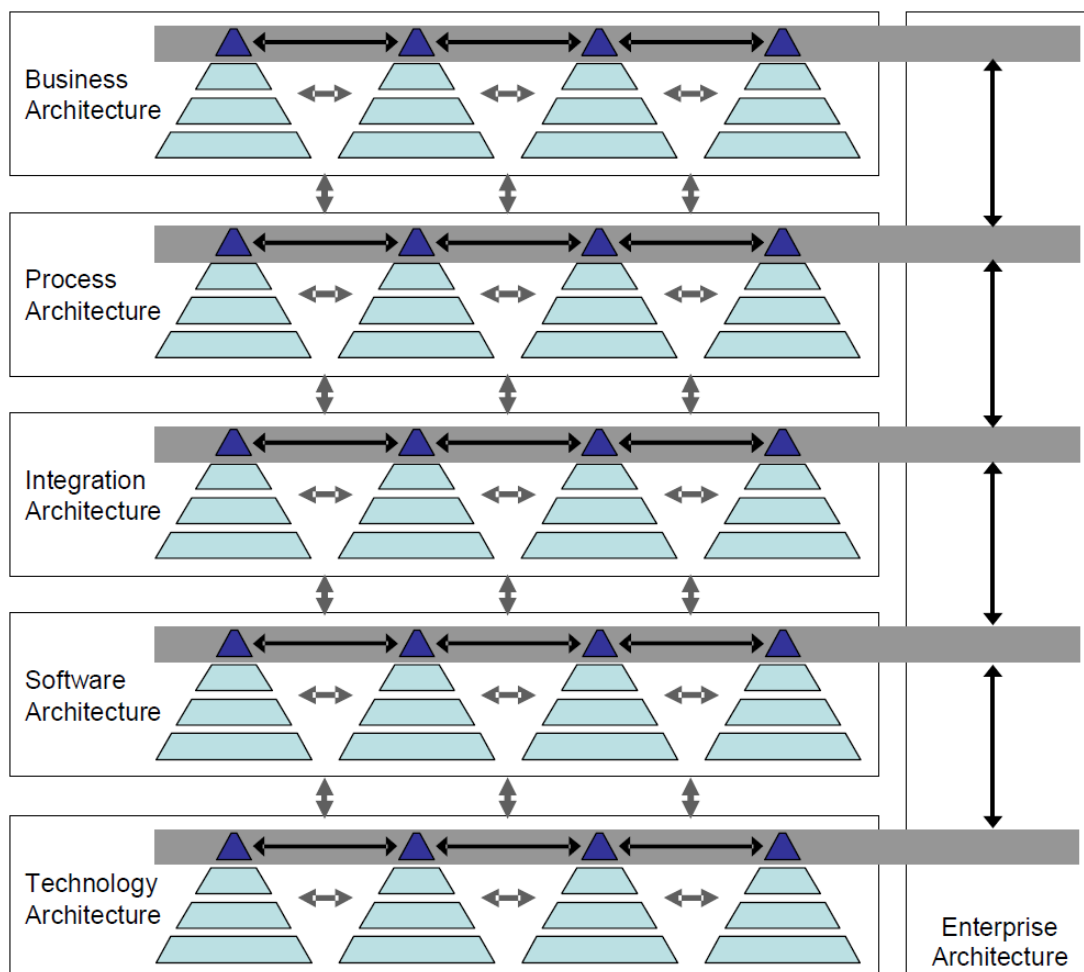 Business
Architecture
Process
Architecture
Integration
Architecture
Software
Architecture
Technology
Architecture
Enterprise
Architecture